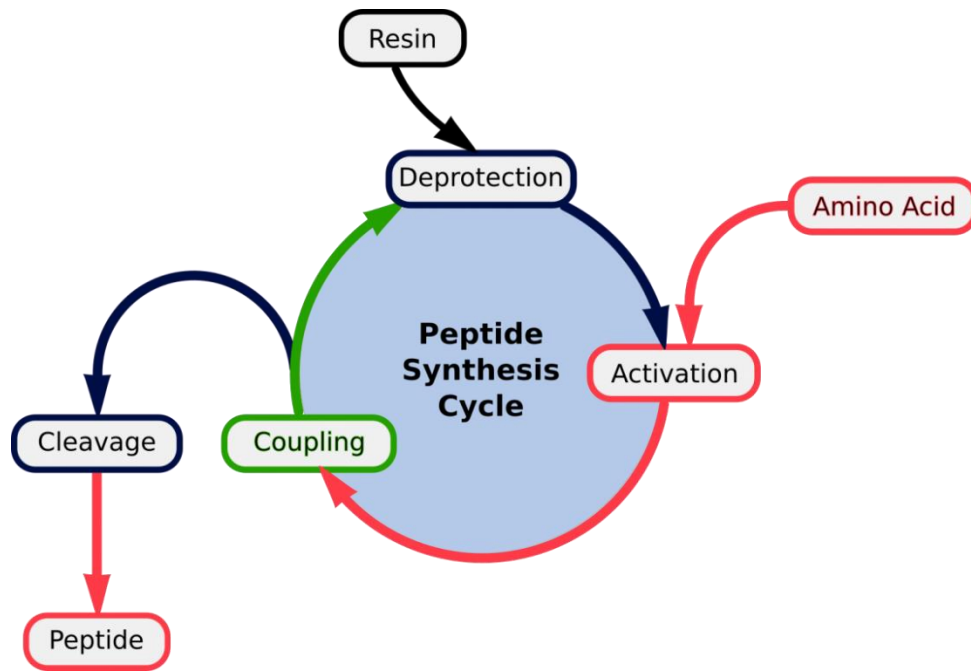 Resin
Deprotection
Amino Acid
Peptide
Synthesis
Cycle
Activation
Cleavage
Coupling
Peptide